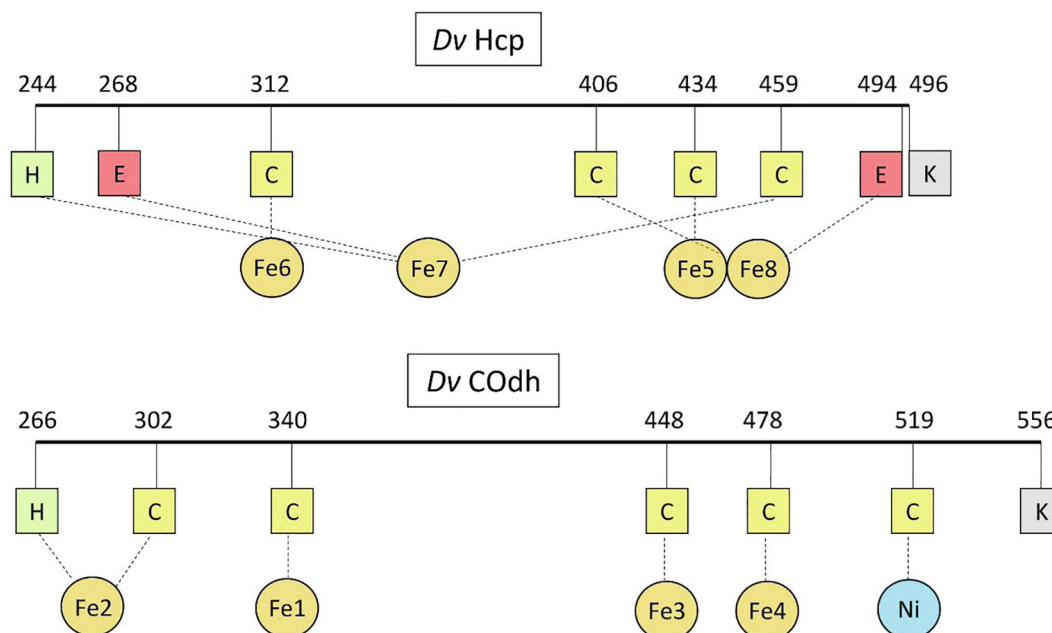 Dv Hcp
244 268 312 406 434 459 494 496
H E C C C C E K
Fe6 Fe7 Fe5 Fe8
Dv COdh
266 302 340 448 478 519 556
H C C C C C K
Fe2 Fe1 Fe3 Fe4 Ni